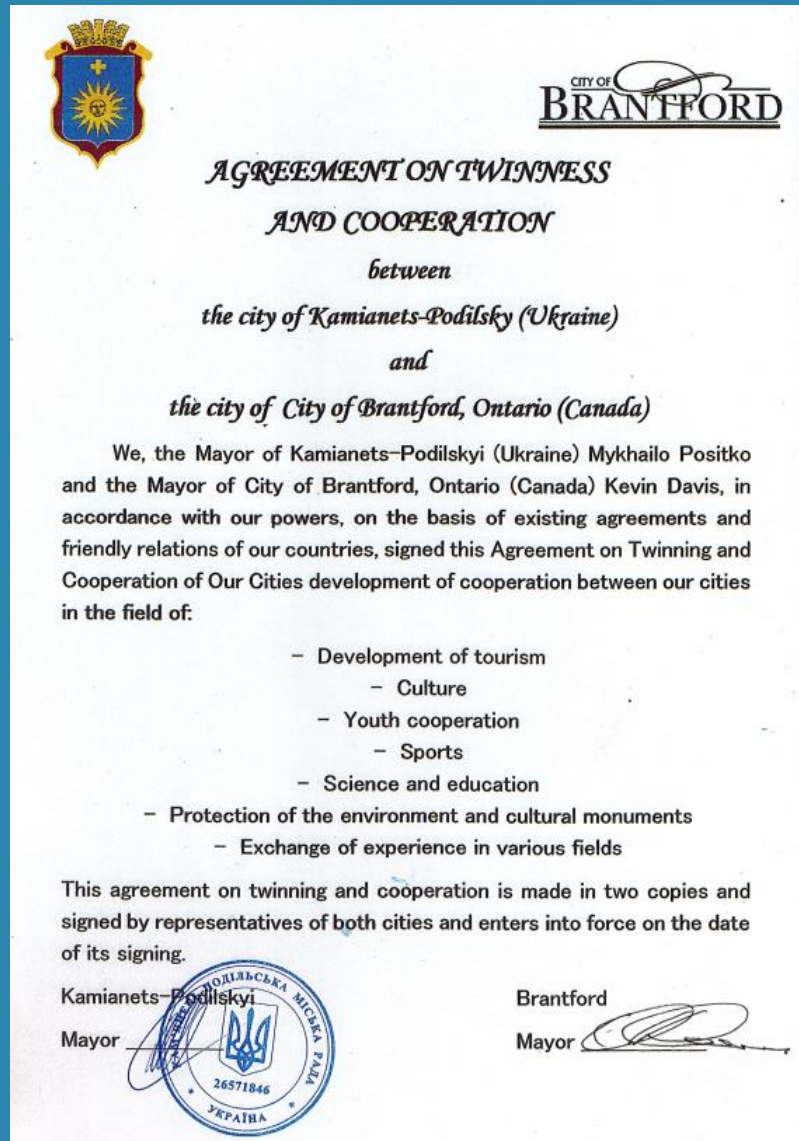 CITY OF
BRANTFORD
AGREEMENT ON TWINNESS
AND COOPERATION
between
the city of Kamianets-Podilsky (Ukraine)
and
the city of City of Brantford, Ontario (Canada)
We, the Mayor of Kamianets-Podilskyi (Ukraine) Mykhailo Positko
and the Mayor of City of Brantford, Ontario (Canada) Kevin Davis, in
accordance with our powers, on the basis of existing agreements and
friendly relations of our countries, signed this Agreement on Twinning and
Cooperation of Our Cities development of cooperation between our cities
in the field of:
- Development of tourism
- Culture
- Youth cooperation
- Sports
- Science and education
- Protection of the environment and cultural monuments
- Exchange of experience in various fields
This agreement on twinning and cooperation is made in two copies and
signed by representatives of both cities and enters into force on the date
of its signing.
Kamianets-Podilskyi
Mayor
КАМ'ЯНЕЦЬ-ПОДІЛЬСЬКА МІСЬКА РАДА
26571846
* УКРАЇНА *
Brantford
Mayor